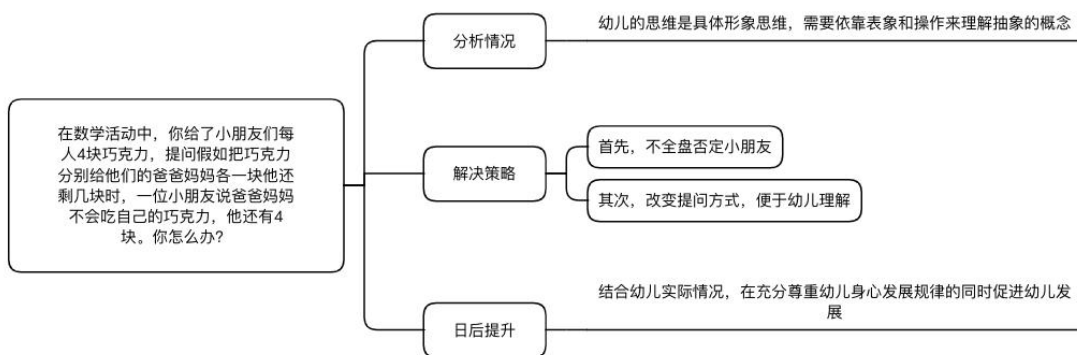 在数学活动中，你给了小朋友们每
人4块巧克力，提问假如把巧克力
分别给他们的爸爸妈妈各一块他还
剩几块时，一位小朋友说爸爸妈妈
不会吃自己的巧克力，他还有4
块。你怎么办?
分析情况
幼儿的思维是具体形象思维，需要依靠表象和操作来理解抽象的概念
解决策略
首先，不全盘否定小朋友
其次，改变提问方式，便于幼儿理解
日后提升
结合幼儿实际情况，在充分尊重幼儿身心发展规律的同时促进幼儿发
展